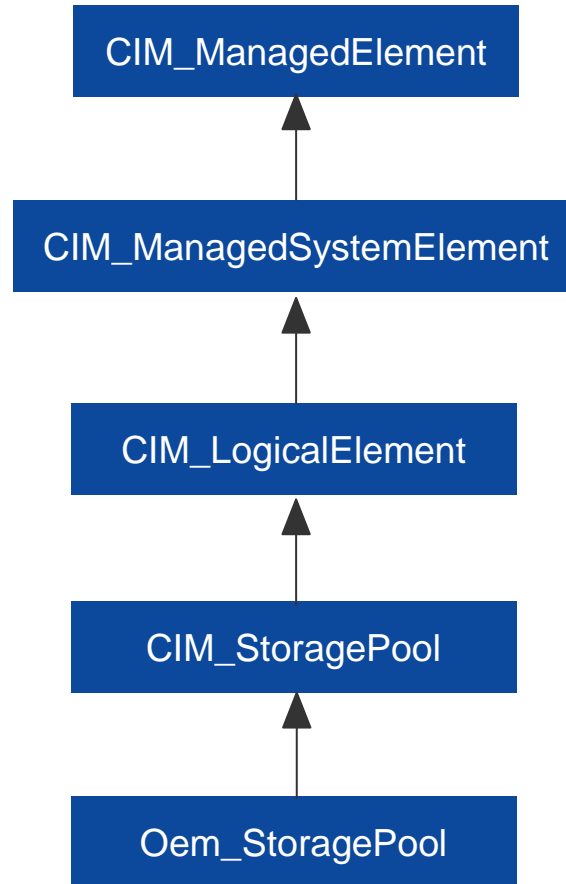 CIM_ManagedElement
CIM_ManagedSystemElement
CIM_LogicalElement
CIM_StoragePool
Oem_StoragePool